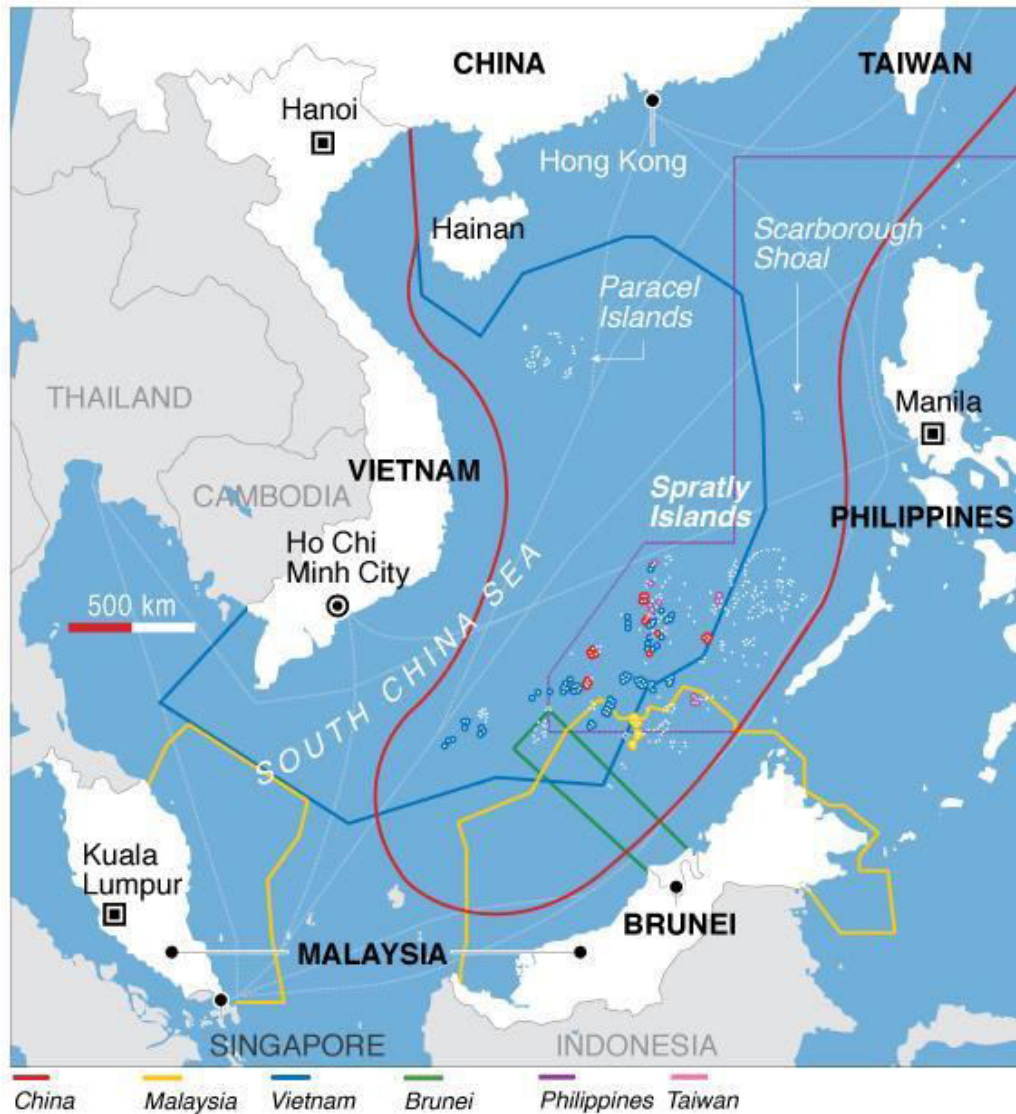 CHINA
TAIWAN
Hanoi
Hong Kong
Hainan
Scarborough
Shoal
Paracel
Islands
THAILAND
Manila
VIETNAM
CAMBODIA
Spratly
Islands
PHILIPPINES
Ho Chi
Minh City
500 km
SOUTH CHINA SEA
Kuala
Lumpur
BRUNEI
MALAYSIA
SINGAPORE
INDONESIA
China
Malaysia
Vietnam
Brunei
Philippines
Taiwan